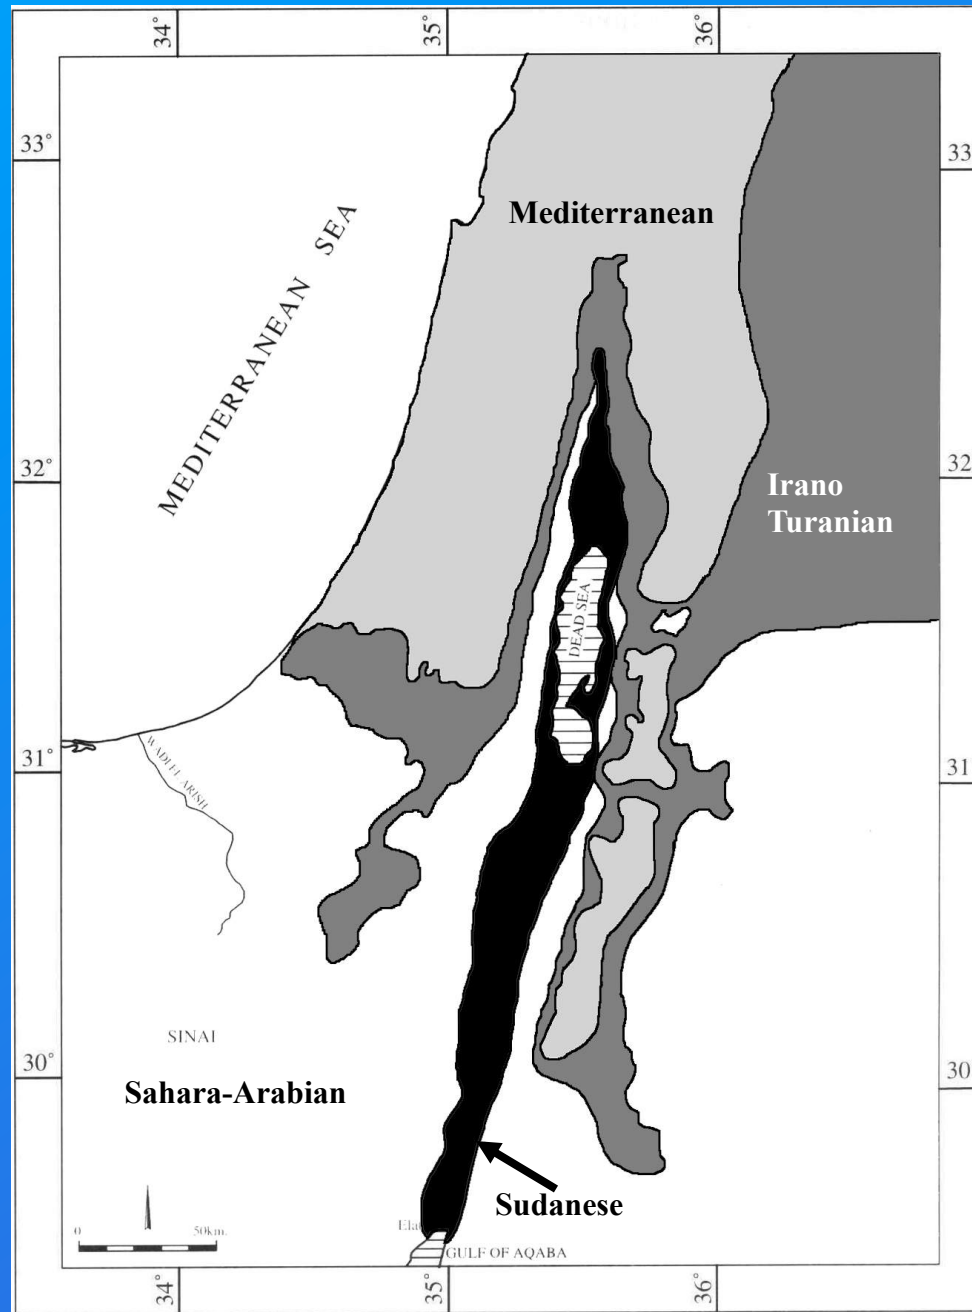 34°
35°
36°
33°
33
Mediterranean
MEDITERRANEAN SEA
32°
32
Irano
Turanian
DEAD SEA
31°
31
WADI EL ARISH
SINAI
30°
30
Sahara-Arabian
Sudanese
0 50km.
GULF OF AQABA
34°
35°
36°